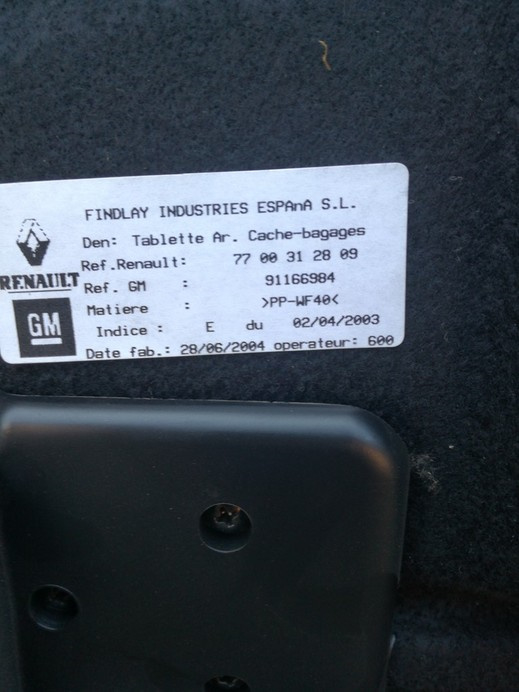 FINDLAY INDUSTRIES ESPAnA S.L.
Den: Tablette Ar. Cache-bagages
Ref.Renault: 77 00 31 28 09
RENAULT
Ref. GM : 91166984
Matiere : >PP-WF40<
GM
Indice : E du 02/04/2003
Date fab.: 28/06/2004 operateur: 600